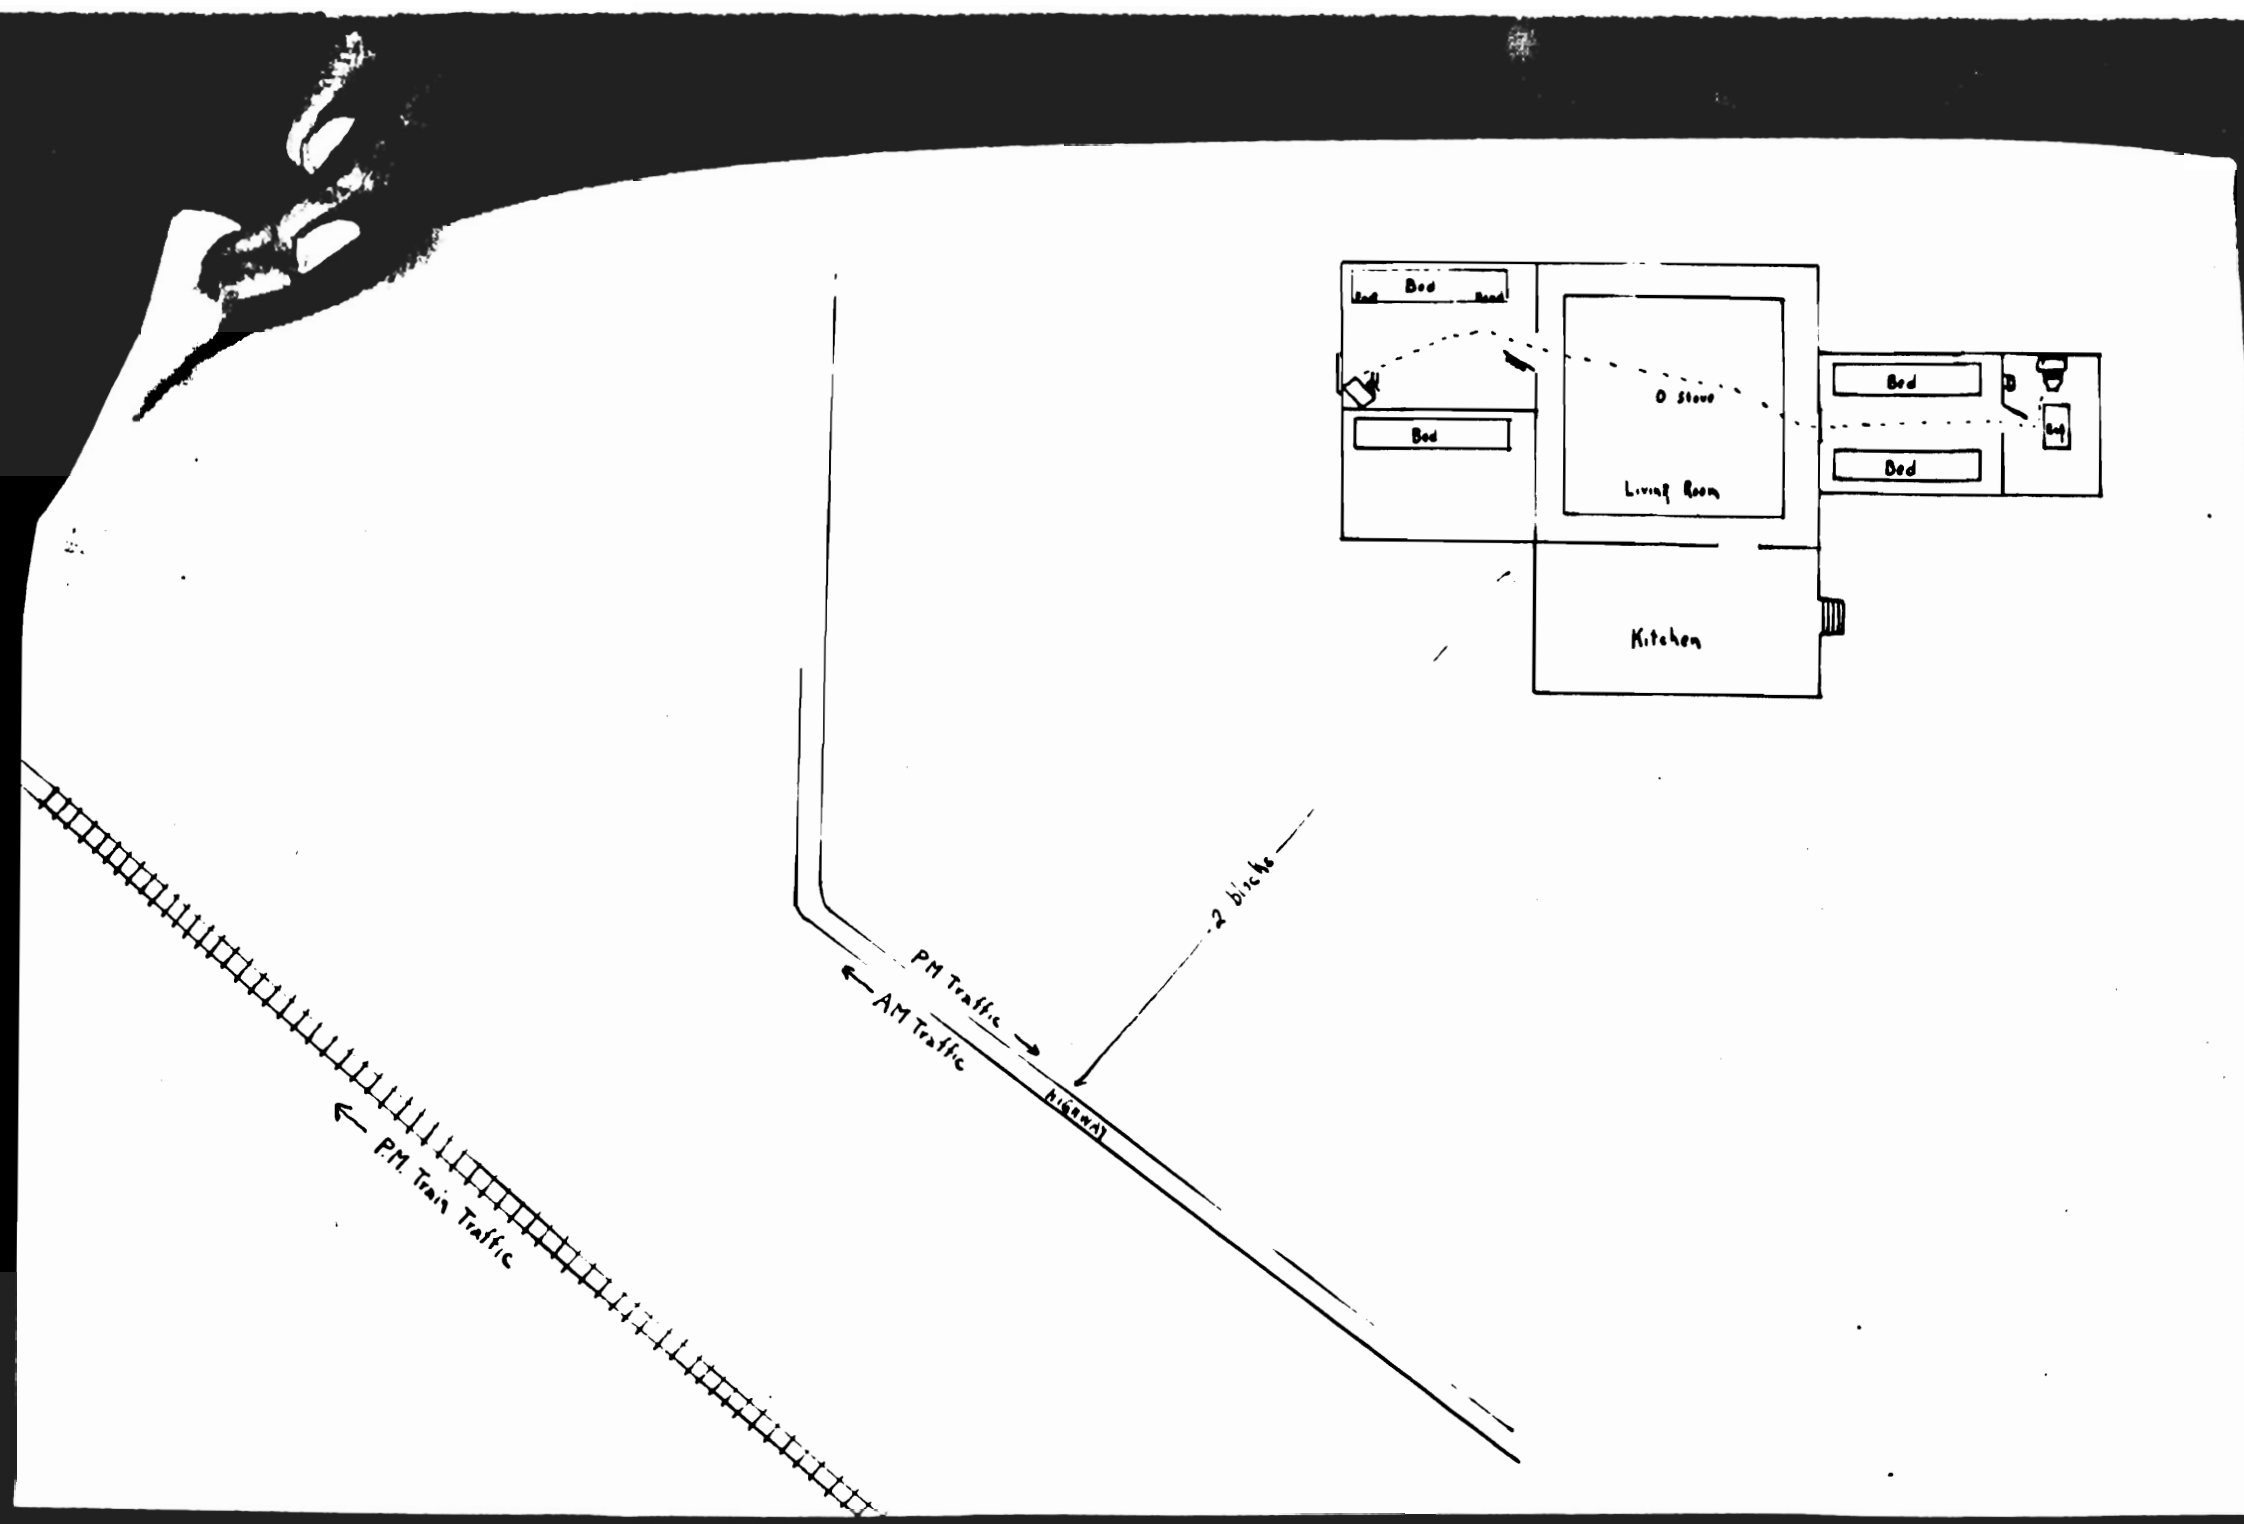 Bed
Bed
Bed
Bed
O Stove
Living Room
Kitchen
2 blocks
PM Traffic
AM Traffic
HIGHWAY
P.M. Train Traffic